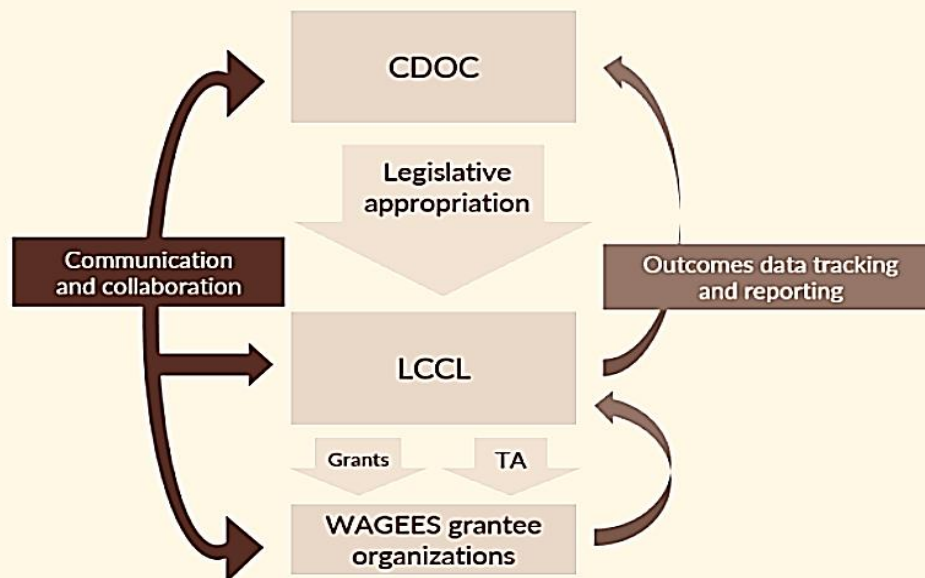 CDOC
Legislative
appropriation
Communication
and collaboration
Outcomes data tracking
and reporting
LCCL
Grants
TA
WAGEES grantee
organizations